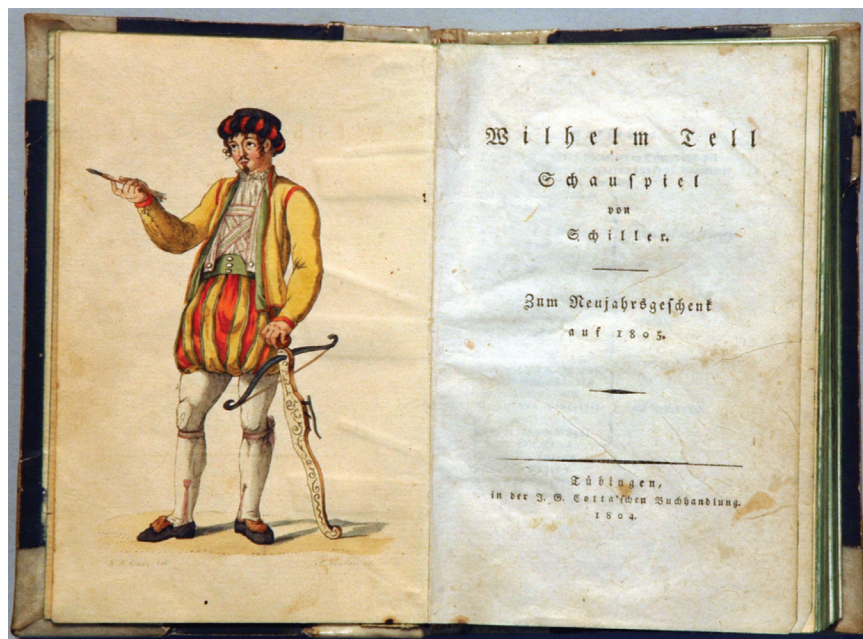 Wilhelm Tell
Schauſpiel
von
Schiller.
Zum Neujahrsgeſchenk
auf 1805.
Tübingen,
in der J. G. Cotta'ſchen Buchhandlung.
1804.